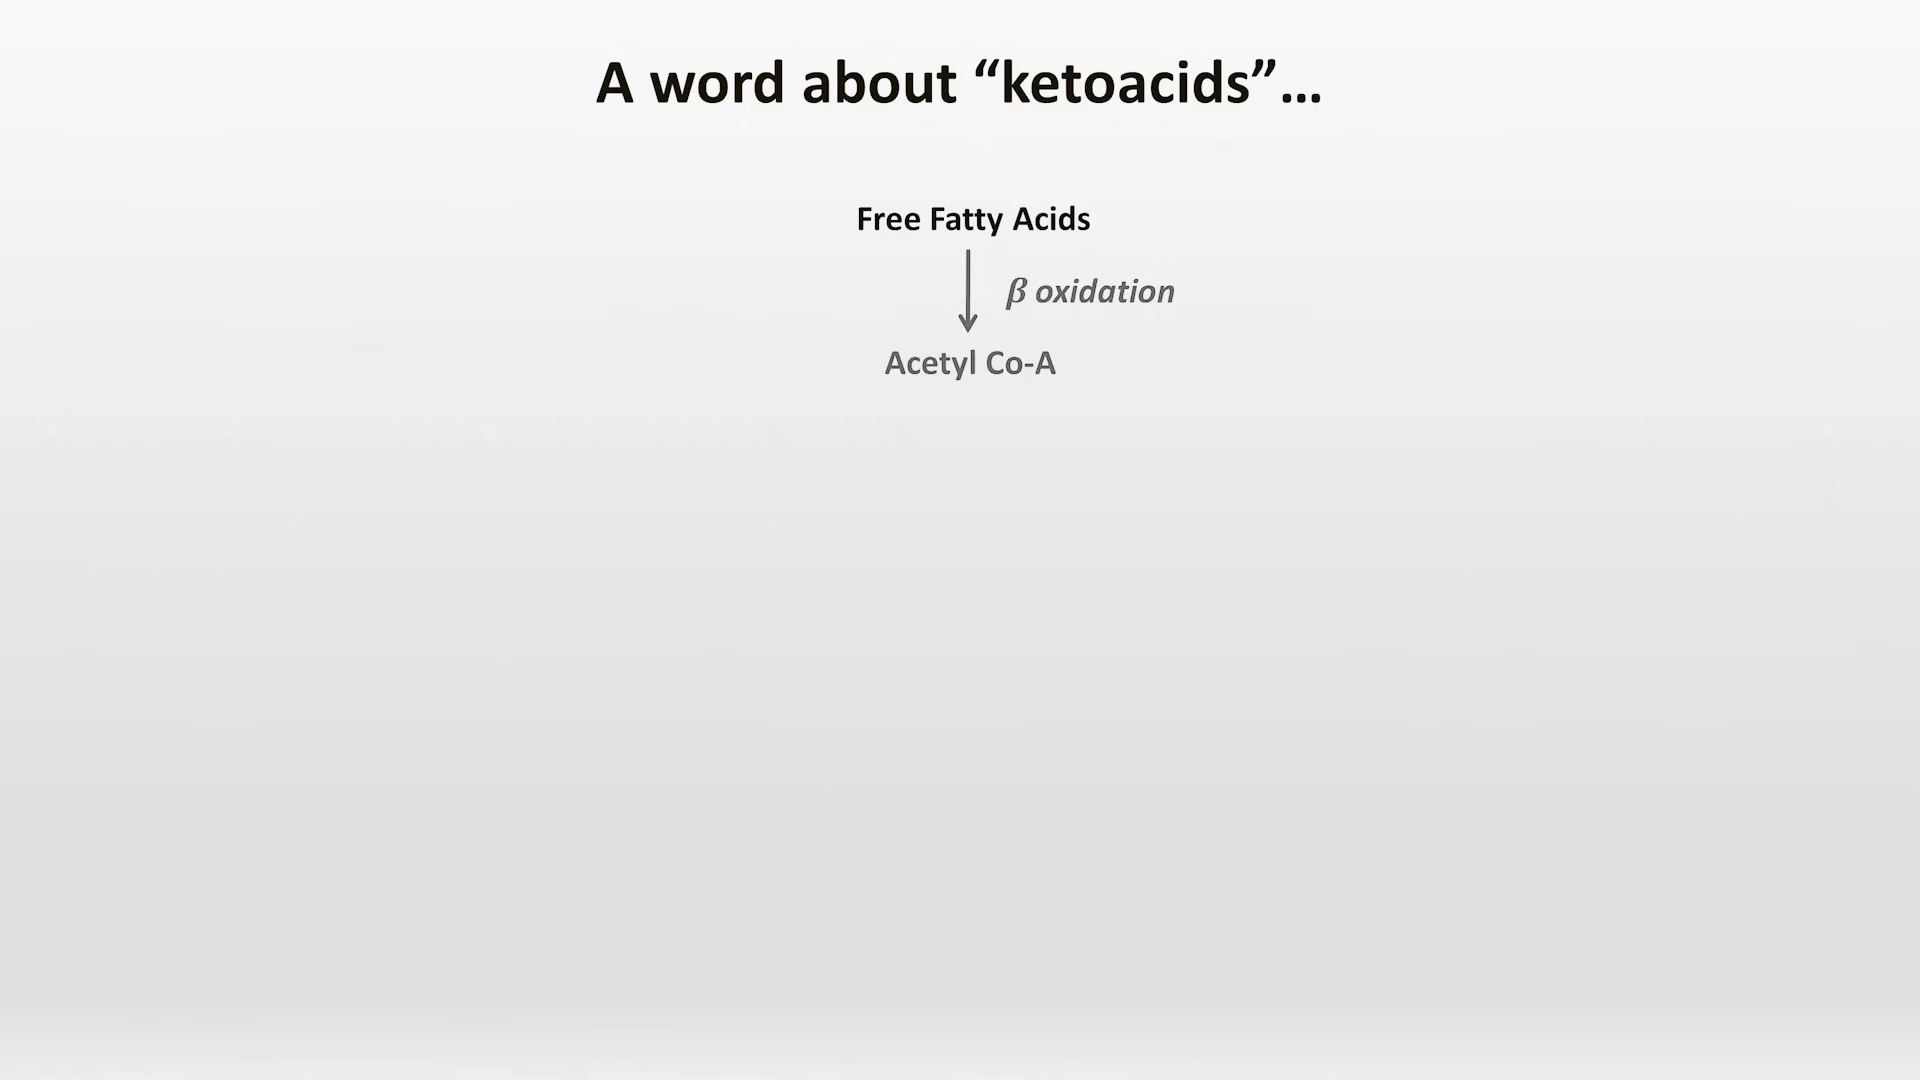 A word about “ketoacids”…
Free Fatty Acids
β oxidation
Acetyl Co-A